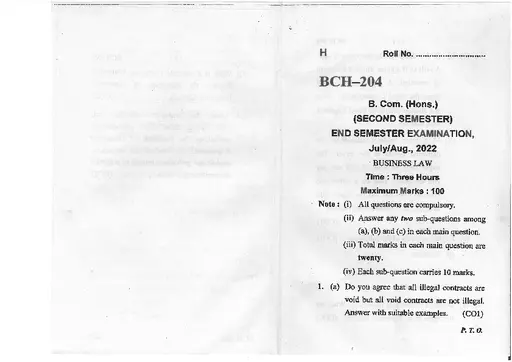 H Roll No. ..............................
BCH–204
B. Com. (Hons.)
(SECOND SEMESTER)
END SEMESTER EXAMINATION,
July/Aug., 2022
BUSINESS LAW
Time : Three Hours
Maximum Marks : 100
Note : (i) All questions are compulsory.
(ii) Answer any two sub-questions among
(a), (b) and (c) in each main question.
(iii) Total marks in each main question are
twenty.
(iv) Each sub-question carries 10 marks.
1. (a) Do you agree that all illegal contracts are
void but all void contracts are not illegal.
Answer with suitable examples. (CO1)
P. T. O.